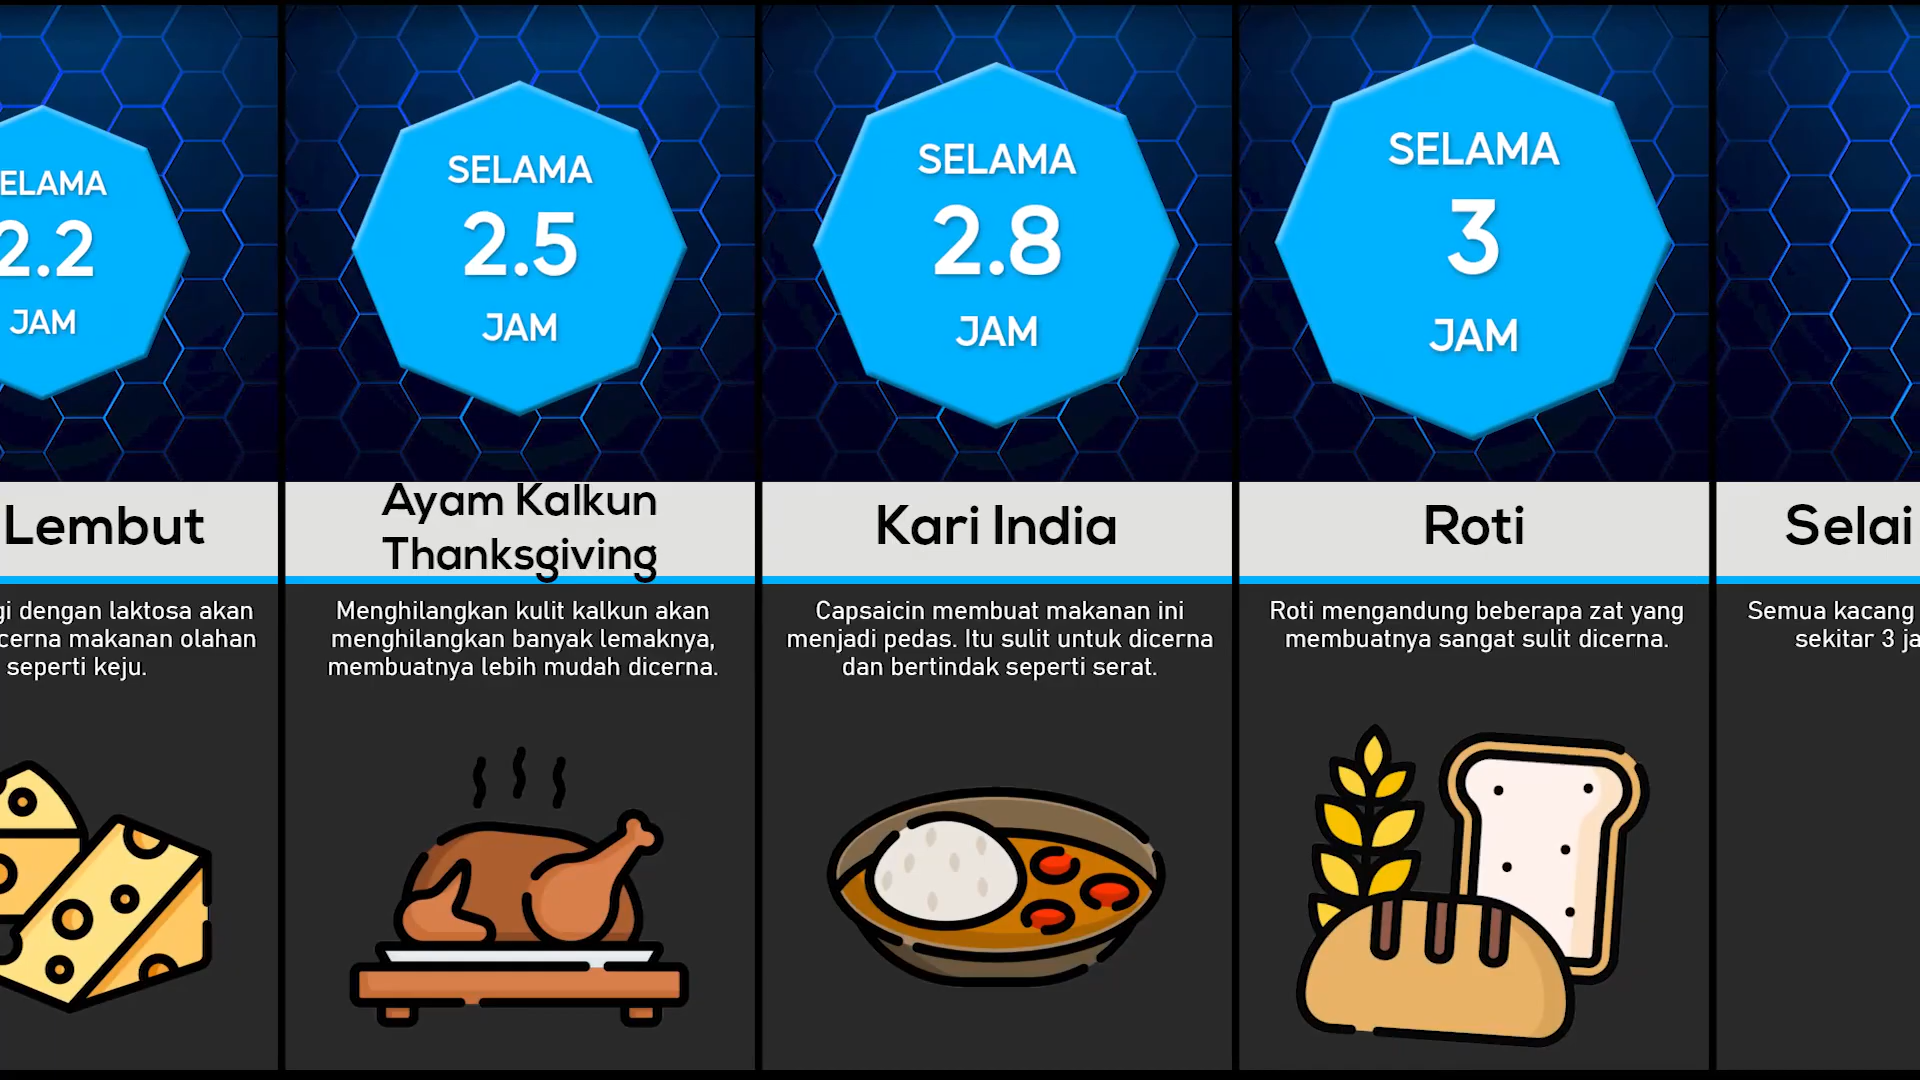 ELAMA
2.2
JAM
Lembut
gi dengan laktosa akan
cerna makanan olahan
seperti keju.
SELAMA
2.5
JAM
Ayam Kalkun
Thanksgiving
Menghilangkan kulit kalkun akan
menghilangkan banyak lemaknya,
membuatnya lebih mudah dicerna.
SELAMA
2.8
JAM
Kari India
Capsaicin membuat makanan ini
menjadi pedas. Itu sulit untuk dicerna
dan bertindak seperti serat.
SELAMA
3
JAM
Roti
Roti mengandung beberapa zat yang
membuatnya sangat sulit dicerna.
Selai
Semua kacang
sekitar 3 ja